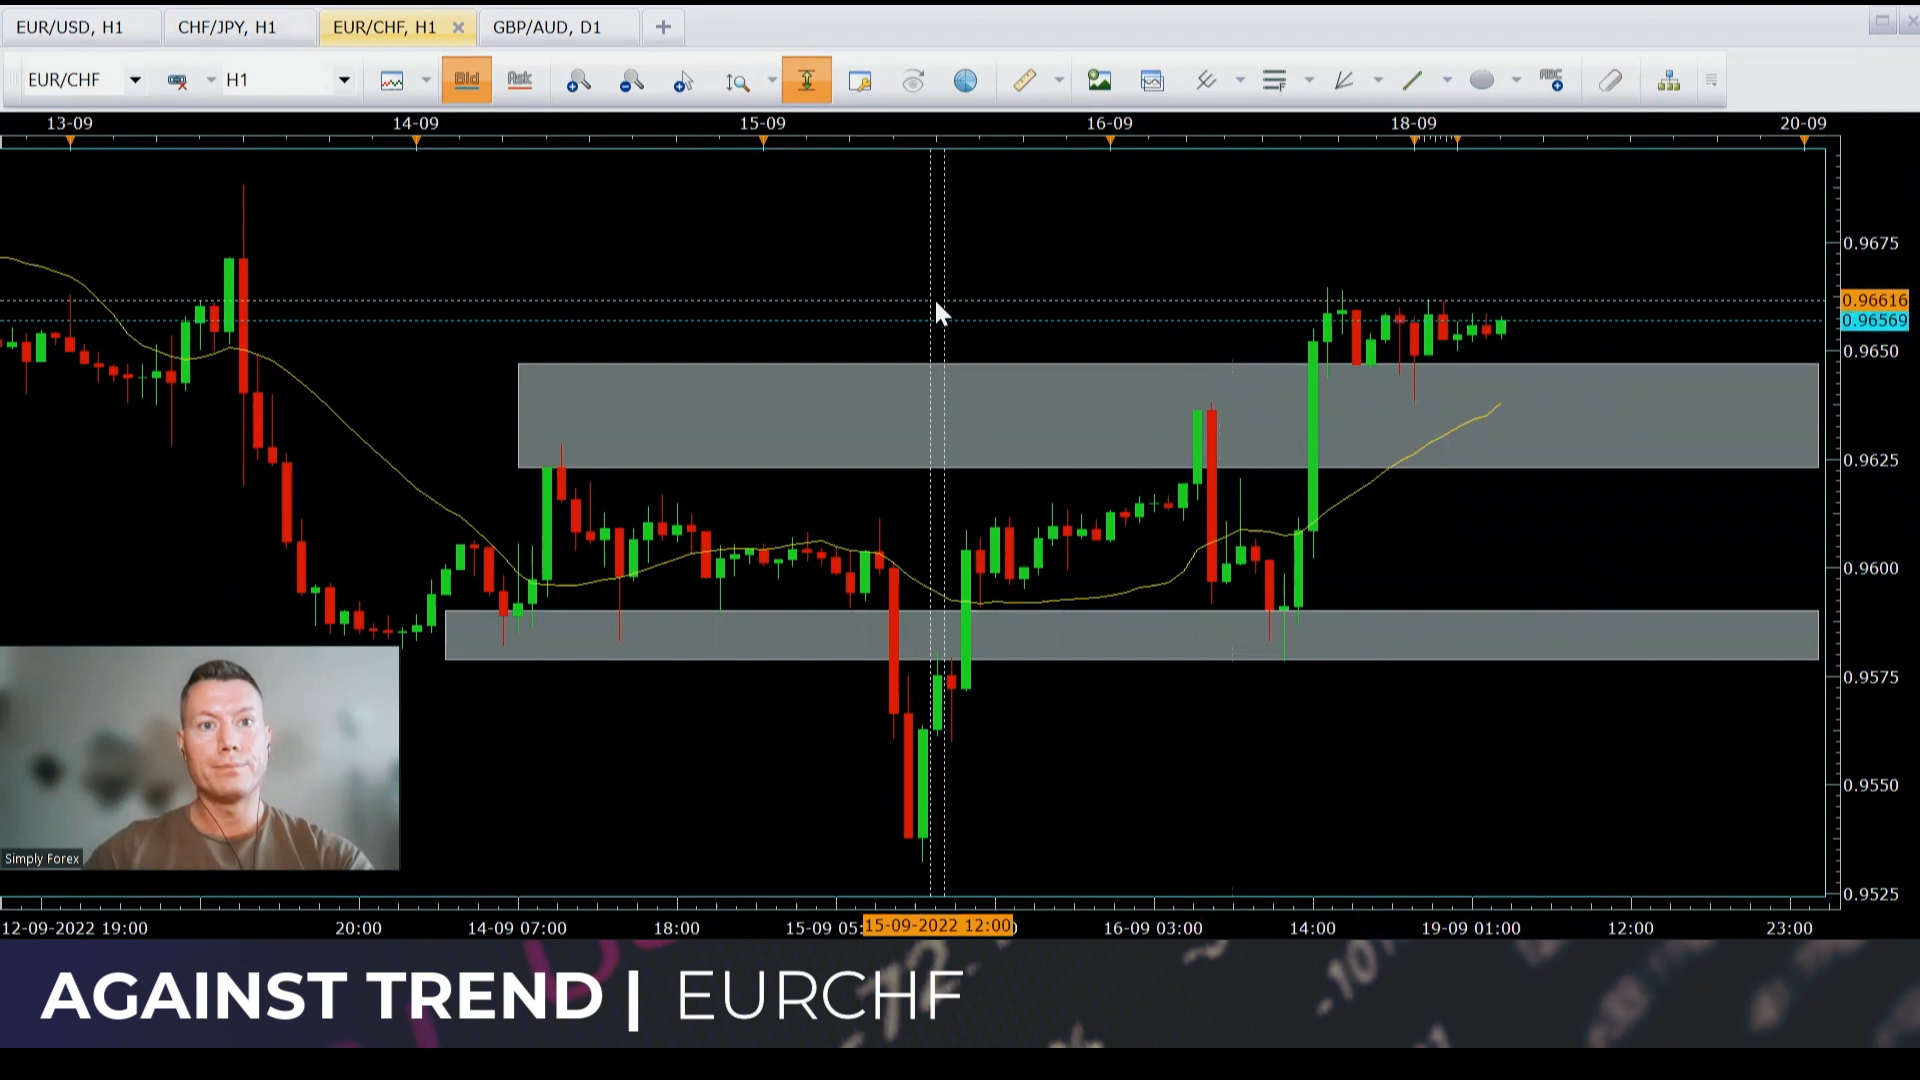 EUR/USD, H1 CHF/JPY, H1 EUR/CHF, H1 GBP/AUD, D1
EUR/CHF H1 Bid Ask ABC
13-09 14-09 15-09 16-09 18-09 20-09
0.9675
0.96616
0.96569
0.9650
0.9625
0.9600
0.9575
0.9550
0.9525
Simply Forex
12-09-2022 19:00 20:00 14-09 07:00 18:00 15-09 05: 15-09-2022 12:00 16-09 03:00 14:00 19-09 01:00 12:00 23:00
AGAINST TREND | EURCHF